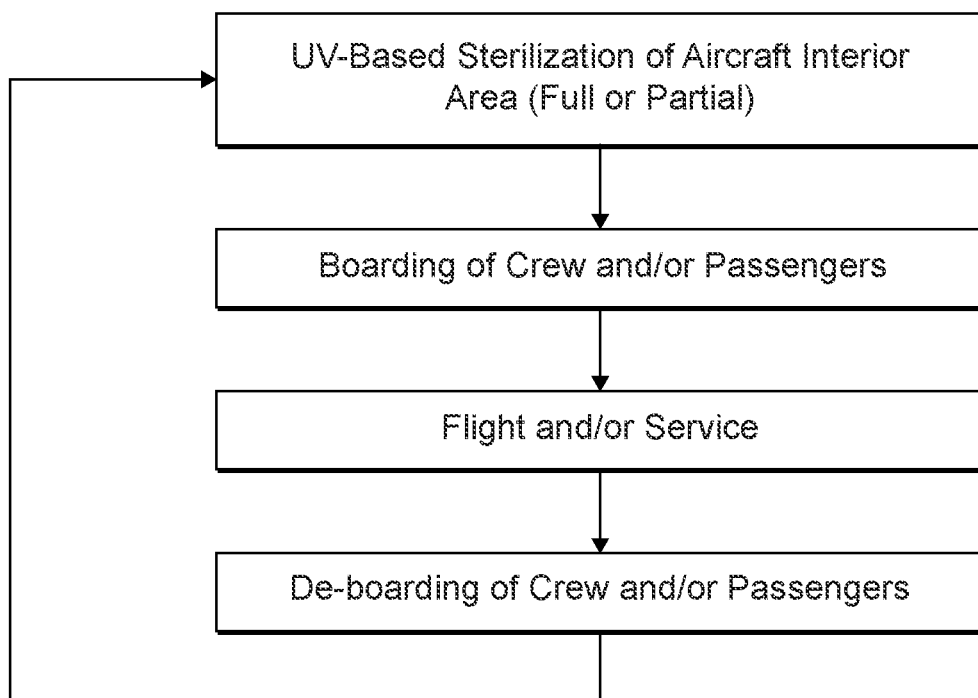 UV-Based Sterilization of Aircraft Interior
Area (Full or Partial)
Boarding of Crew and/or Passengers
Flight and/or Service
De-boarding of Crew and/or Passengers